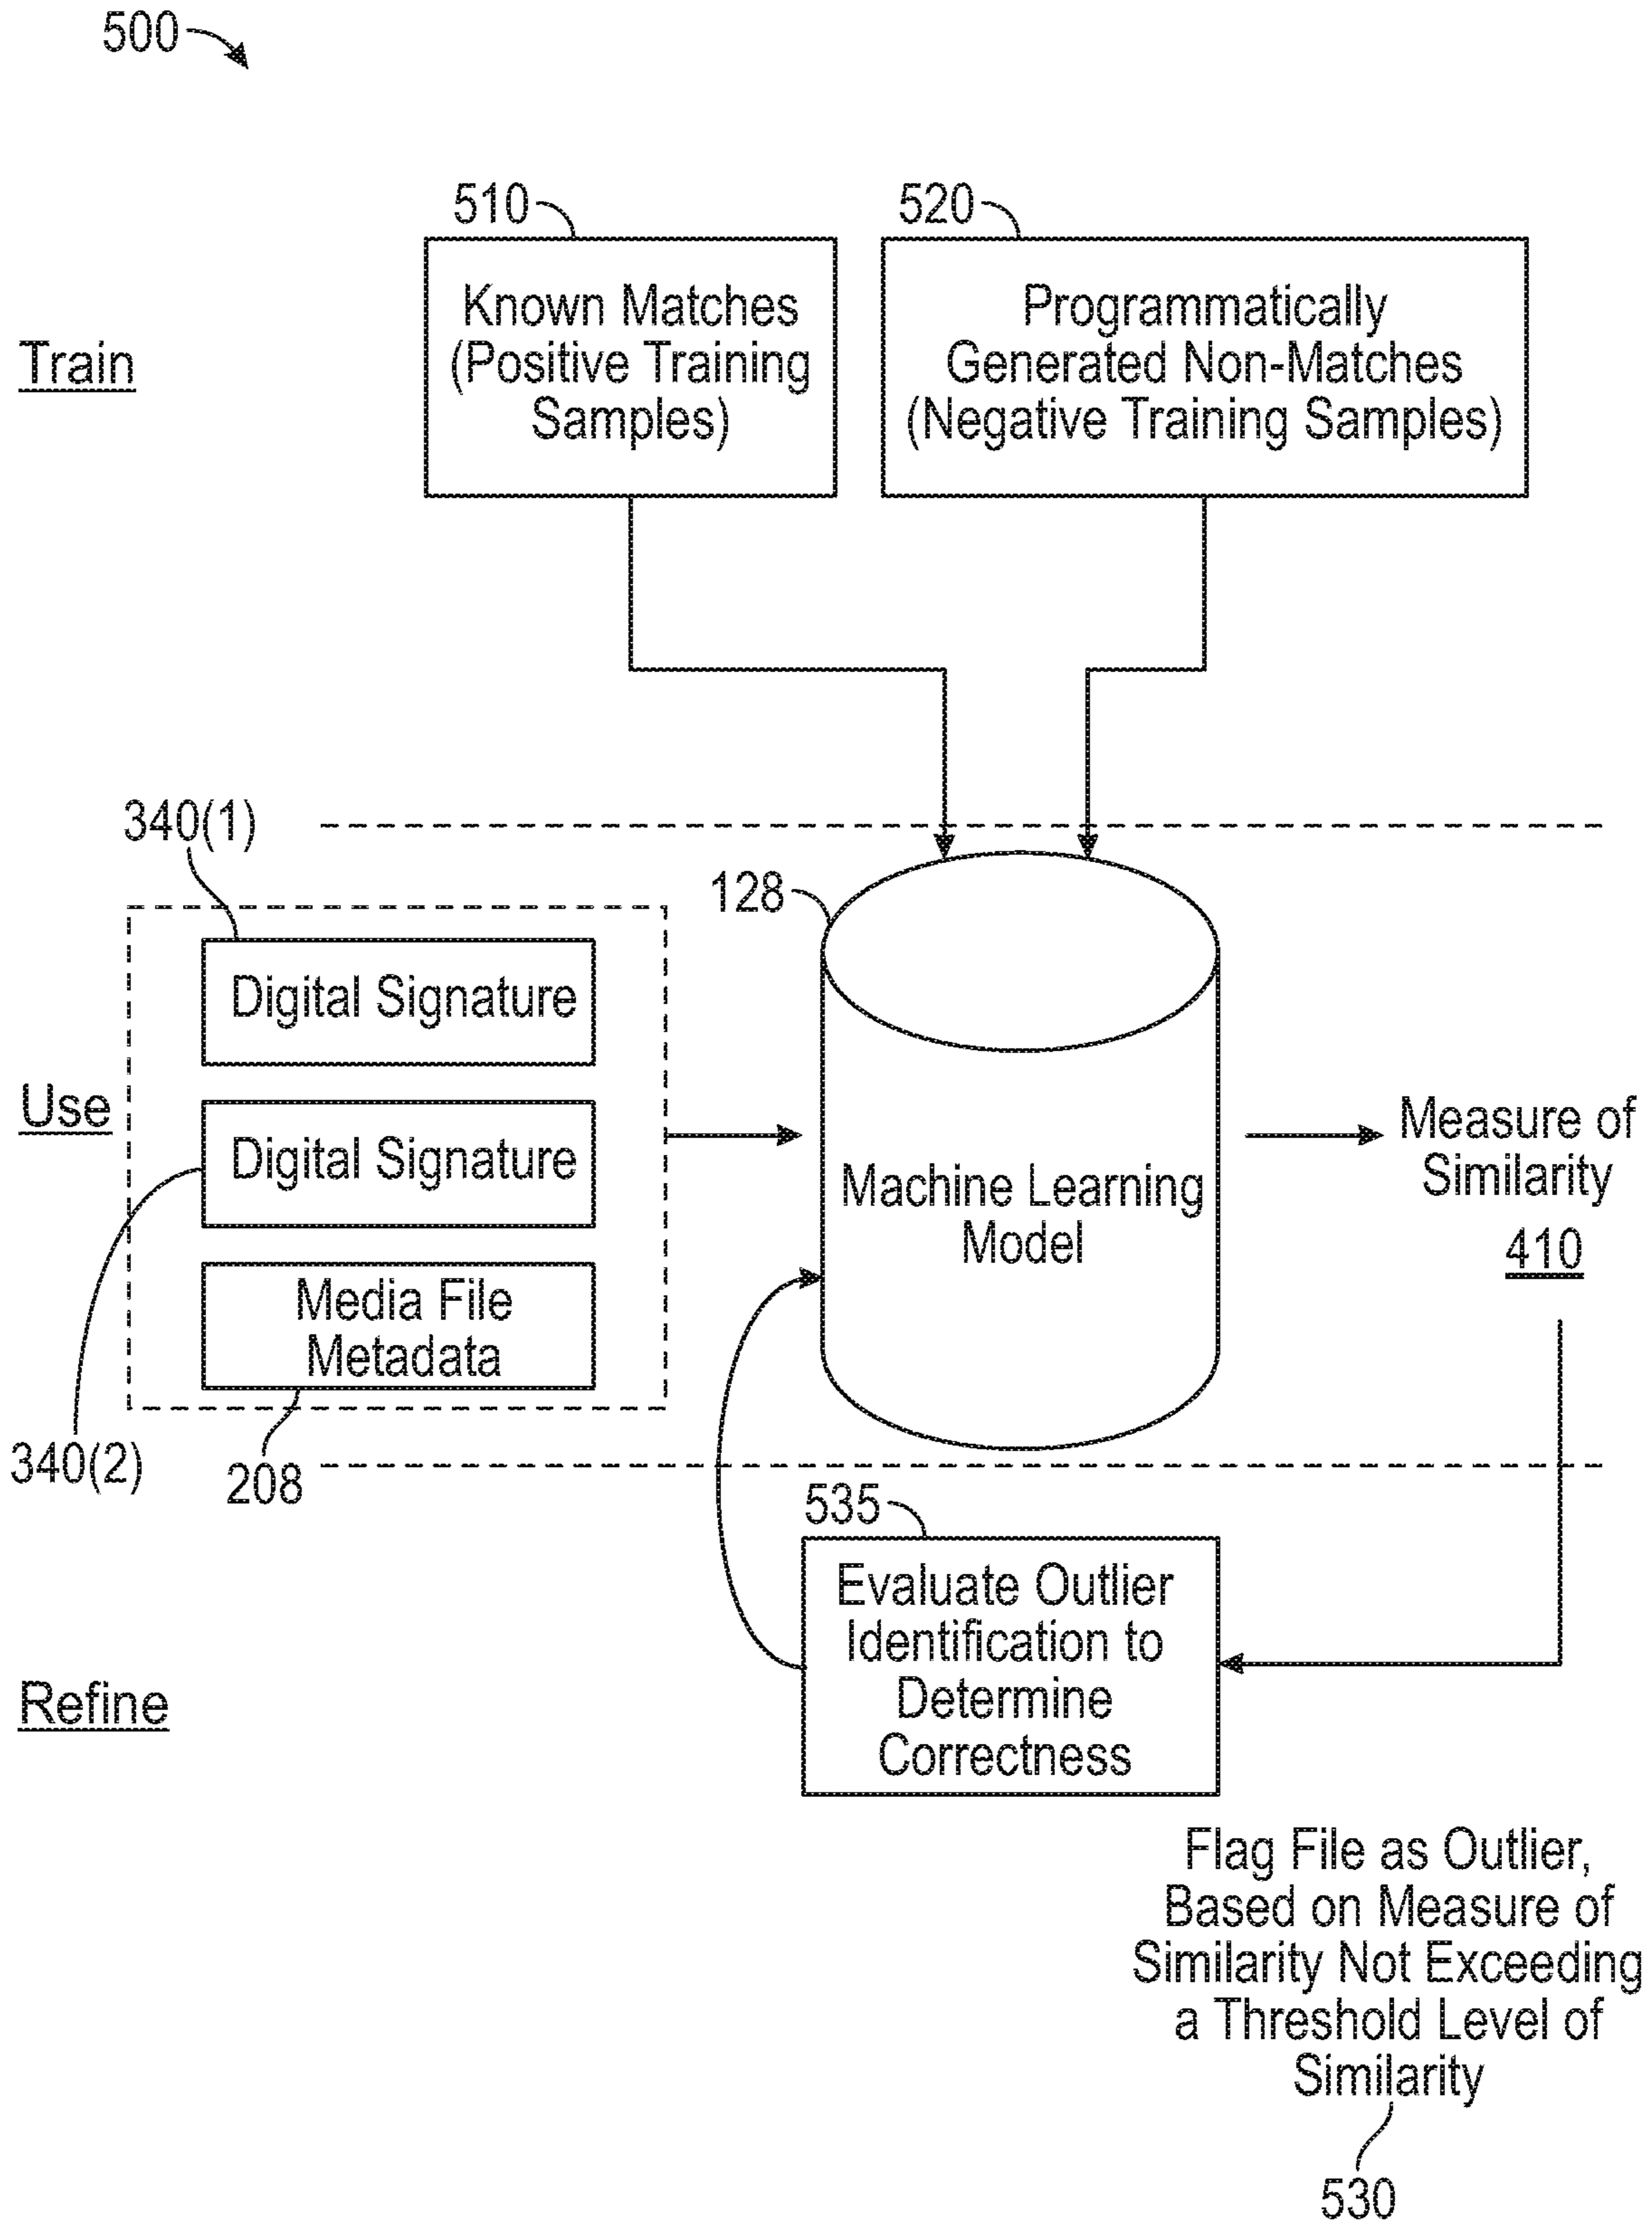 500
510
520
Known Matches
(Positive Training
Samples)
Programmatically
Generated Non-Matches
(Negative Training Samples)
Train
340(1)
128
Digital Signature
Use
Digital Signature
Media File
Metadata
Machine Learning
Model
Measure of
Similarity
410
340(2)
208
535
Evaluate Outlier
Identification to
Determine
Correctness
Refine
Flag File as Outlier,
Based on Measure of
Similarity Not Exceeding
a Threshold Level of
Similarity
530